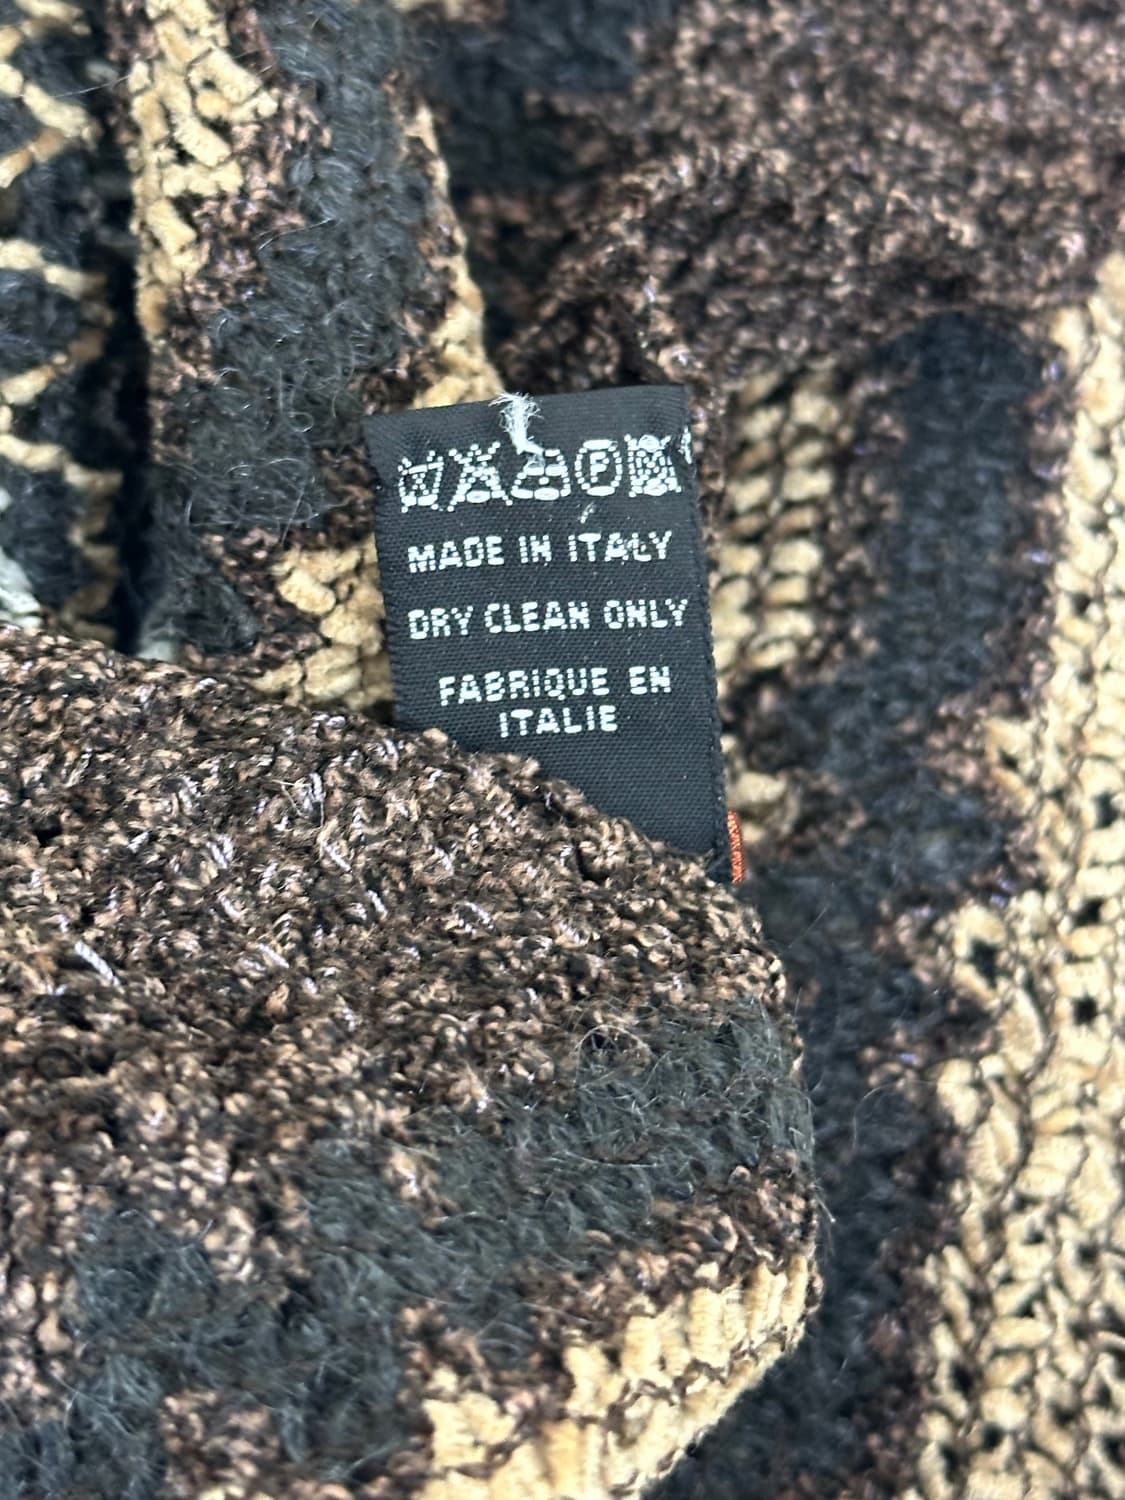 F
MADE IN ITALY
DRY CLEAN ONLY
FABRIQUE EN
ITALIE